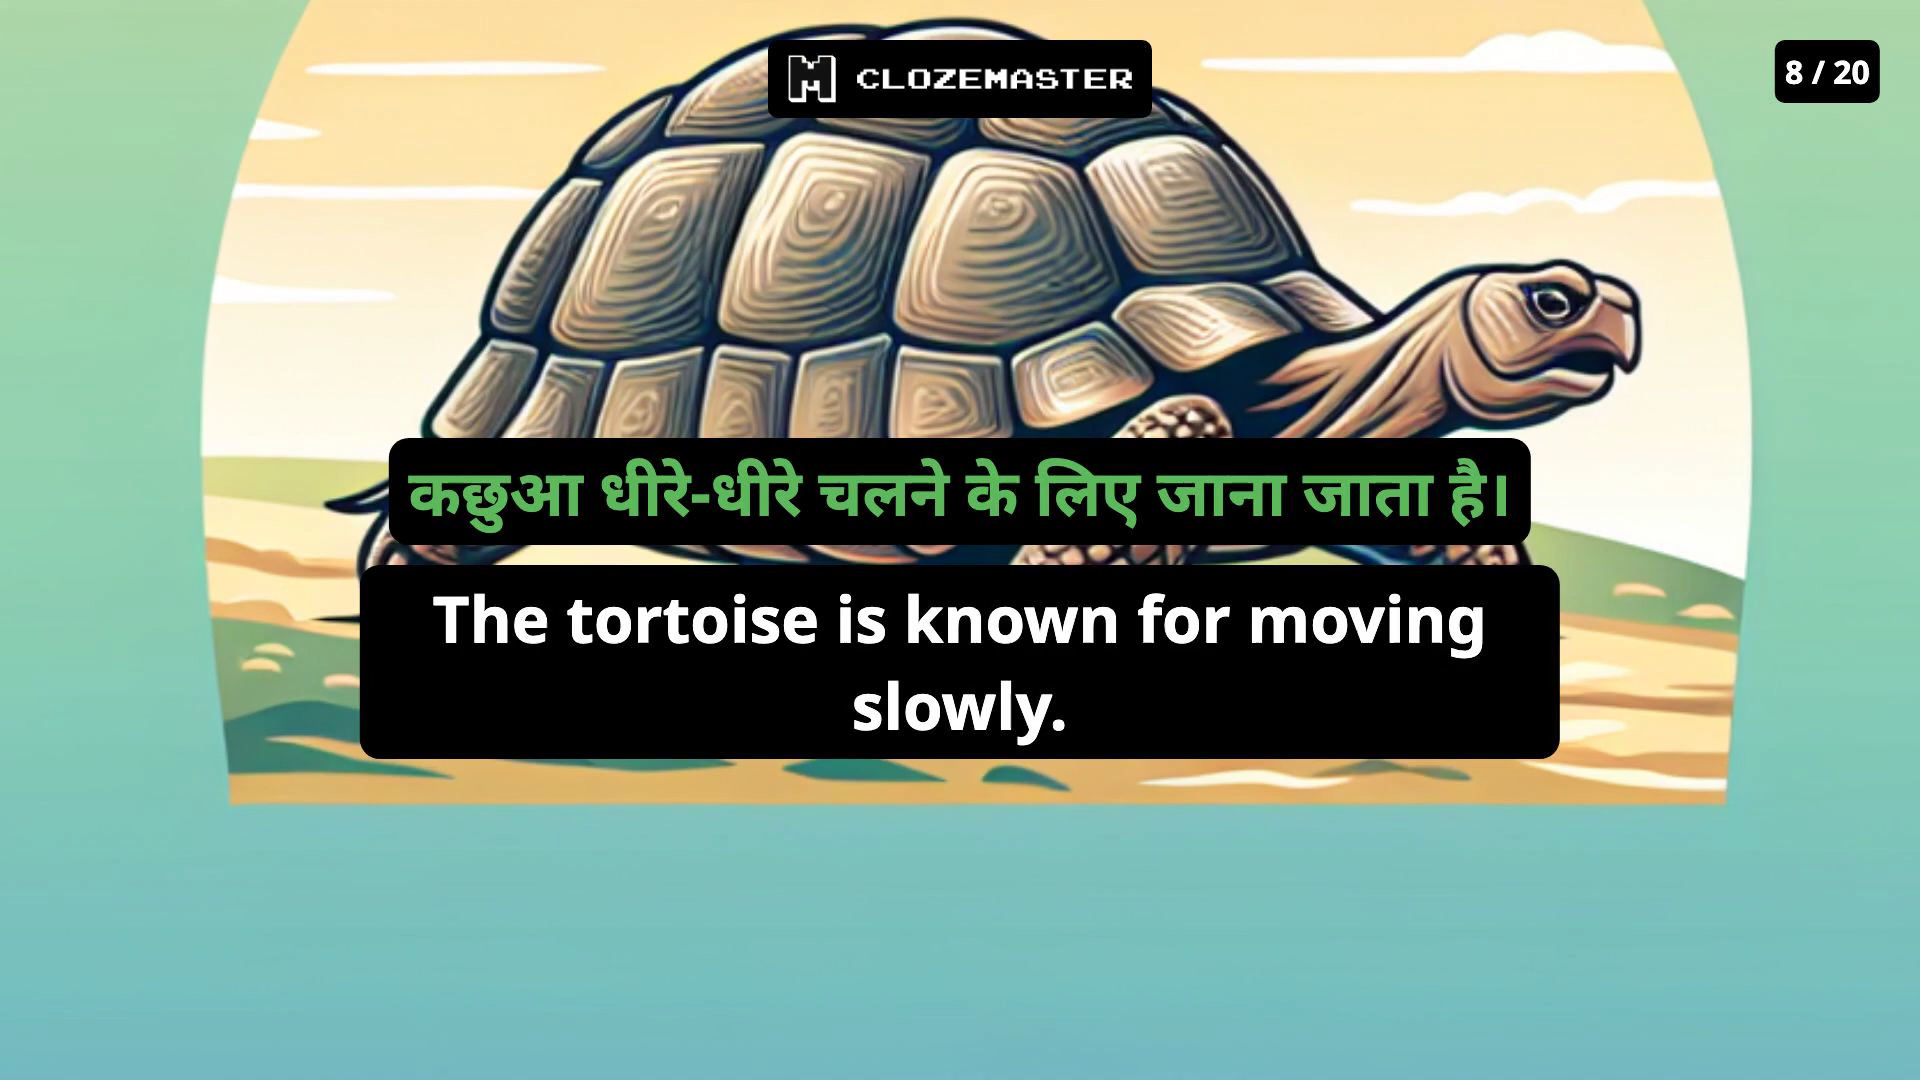 CLOZEMASTER
8 / 20
कछुआ धीरे-धीरे चलने के लिए जाना जाता है।
The tortoise is known for moving
slowly.